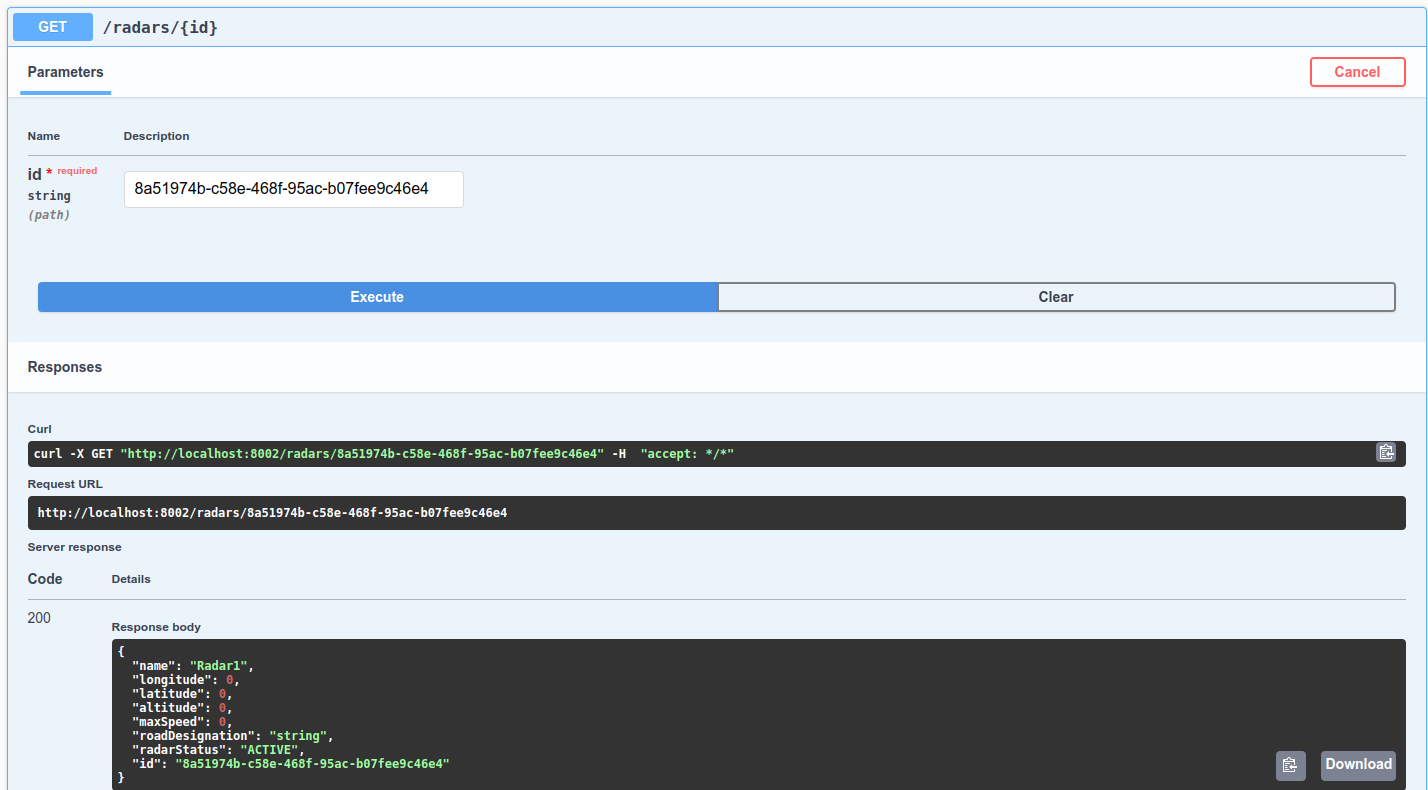 GET /radars/{id}
Parameters
Cancel
Name Description
id * required
string
(path)
8a51974b-c58e-468f-95ac-b07fee9c46e4
Execute Clear
Responses
Curl
curl -X GET "http://localhost:8002/radars/8a51974b-c58e-468f-95ac-b07fee9c46e4" -H  "accept: */*"
Request URL
http://localhost:8002/radars/8a51974b-c58e-468f-95ac-b07fee9c46e4
Server response
Code Details
200
Response body
{
  "name": "Radar1",
  "longitude": 0,
  "latitude": 0,
  "altitude": 0,
  "maxSpeed": 0,
  "roadDesignation": "string",
  "radarStatus": "ACTIVE",
  "id": "8a51974b-c58e-468f-95ac-b07fee9c46e4"
}
Download